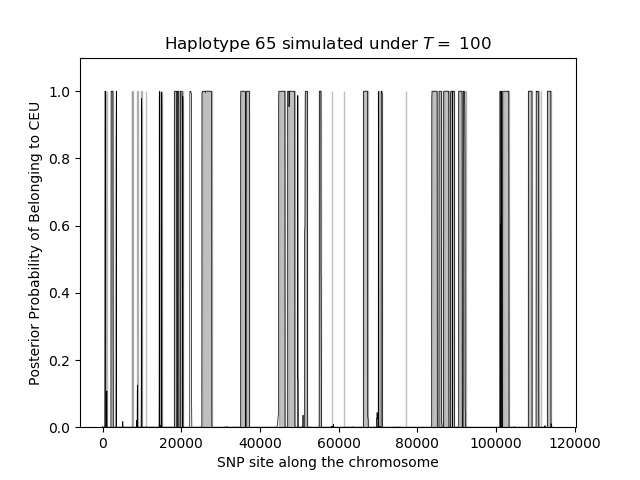 Haplotype 65 simulated under T = 100
Posterior Probability of Belonging to CEU
1.0
0.8
0.6
0.4
0.2
0.0
0 20000 40000 60000 80000 100000 120000
SNP site along the chromosome